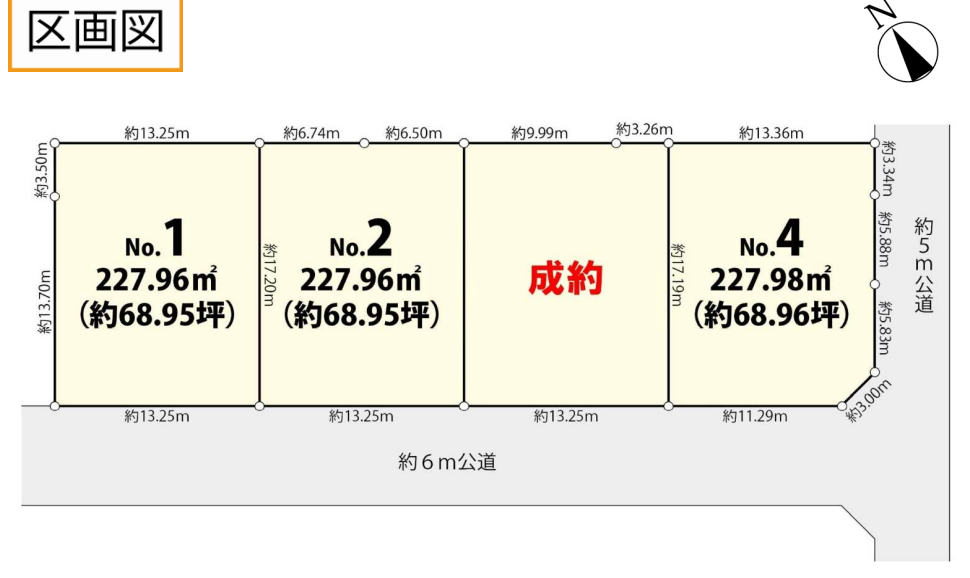 区画図
N
約13.25m
約6.74m
約6.50m
約9.99m
約3.26m
約13.36m
約3.50m
約13.70m
No.1
227.96㎡
(約68.95坪)
約17.20m
No.2
227.96㎡
(約68.95坪)
成約
約17.19m
No.4
227.98㎡
(約68.96坪)
約3.34m
約5.88m
約5.83m
約3.00m
約5m公道
約13.25m
約13.25m
約13.25m
約11.29m
約6m公道